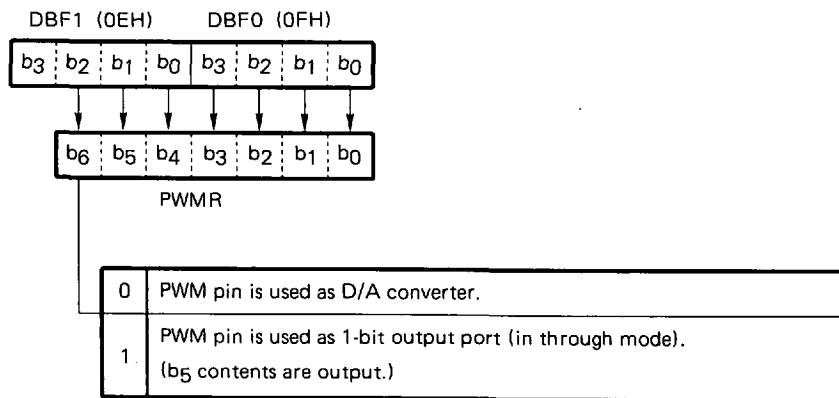 DBF1 (0EH) DBF0 (0FH)
b3 b2 b1 b0 b3 b2 b1 b0
b6 b5 b4 b3 b2 b1 b0
PWMR
0 PWM pin is used as D/A converter.
1 PWM pin is used as 1-bit output port (in through mode).
(b5 contents are output.)